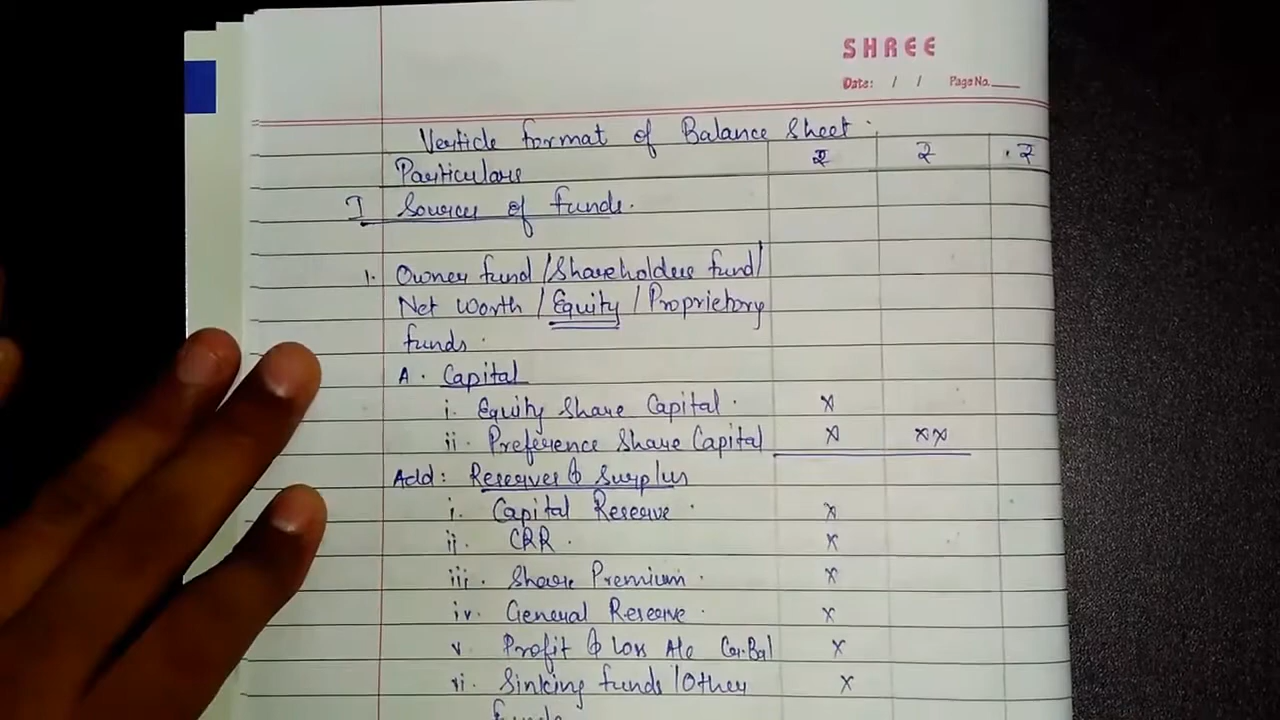 SHREE
Date: / / Page No.
Verticle format of Balance Sheet.
Particulars ₹ ₹ ₹
I Sources of funds.
1. Owner fund / Shareholders fund /
Net Worth / Equity / Proprietory
funds.
A. Capital
i. Equity Share Capital. x
ii. Preference Share Capital x xx
Add: Reserves & Surplus
i. Capital Reserve. x
ii. CRR. x
iii. Share Premium. x
iv. General Reserve. x
v. Profit & Loss A/c Cr.Bal x
vi. Sinking funds / Other x
funds